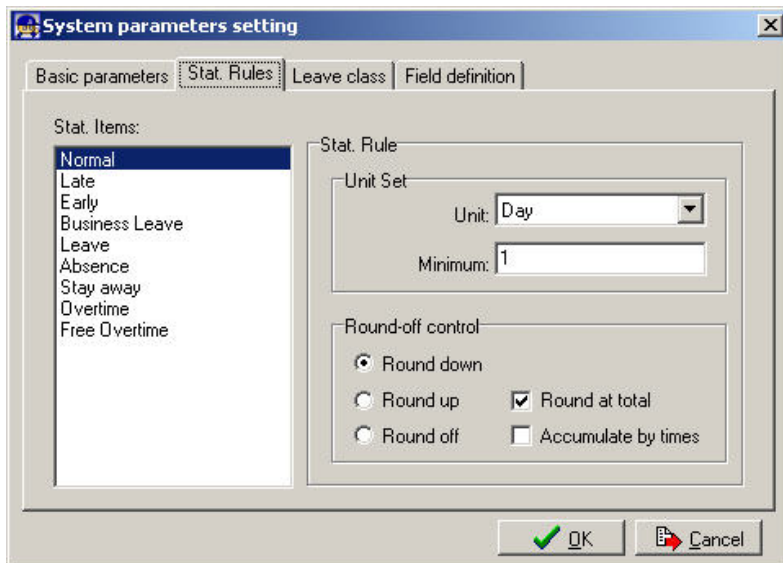 System parameters setting
Basic parameters
Stat. Rules
Leave class
Field definition
Stat. Items:
Normal
Late
Early
Business Leave
Leave
Absence
Stay away
Overtime
Free Overtime
Stat. Rule
Unit Set
Unit: Day
Minimum: 1
Round-off control
Round down
Round up
Round at total
Round off
Accumulate by times
OK
Cancel